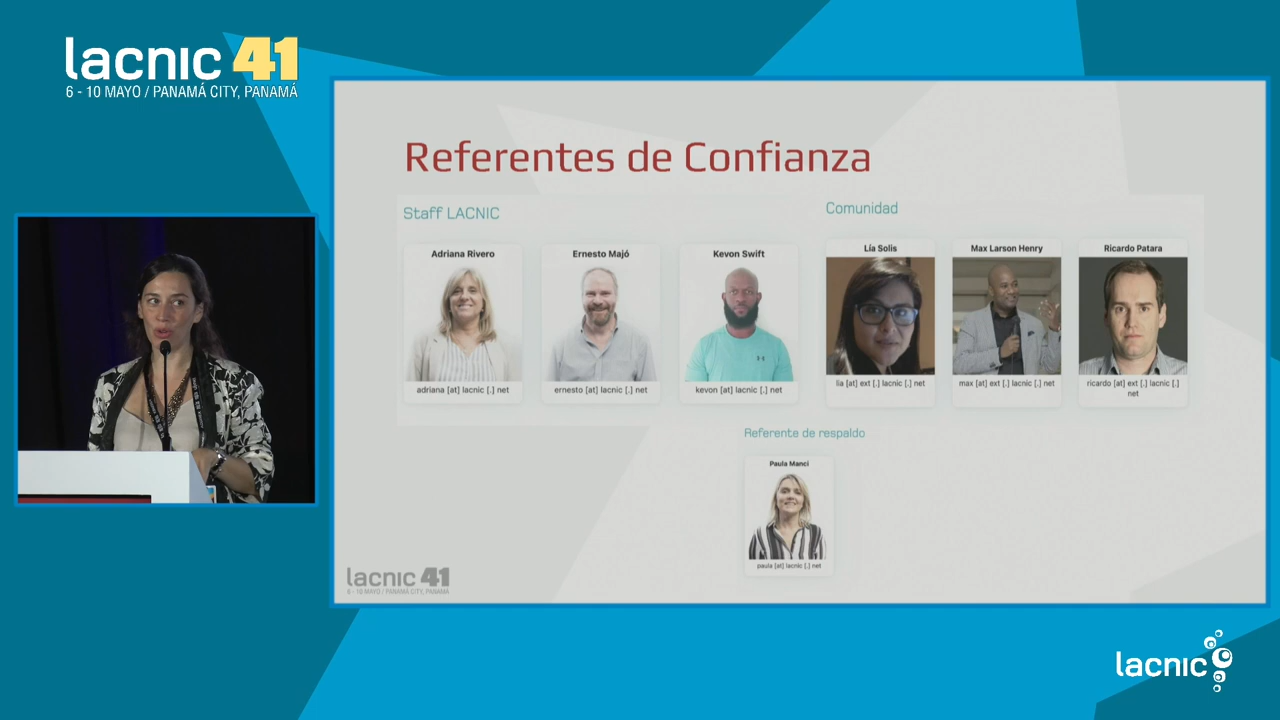 lacnic 41
6 - 10 MAYO / PANAMÁ CITY, PANAMÁ
Referentes de Confianza
Staff LACNIC
Adriana Rivero
adriana [at] lacnic [.] net
Ernesto Majó
ernesto [at] lacnic [.] net
Kevon Swift
kevon [at] lacnic [.] net
Comunidad
Lía Solis
lia [at] ext [.] lacnic [.] net
Max Larson Henry
max [at] ext [.] lacnic [.] net
Ricardo Patara
ricardo [at] ext [.] lacnic [.]
net
Referente de respaldo
Paula Manci
paula [at] lacnic [.] net
lacnic 41
6 - 10 MAYO / PANAMÁ CITY, PANAMÁ
lacnic